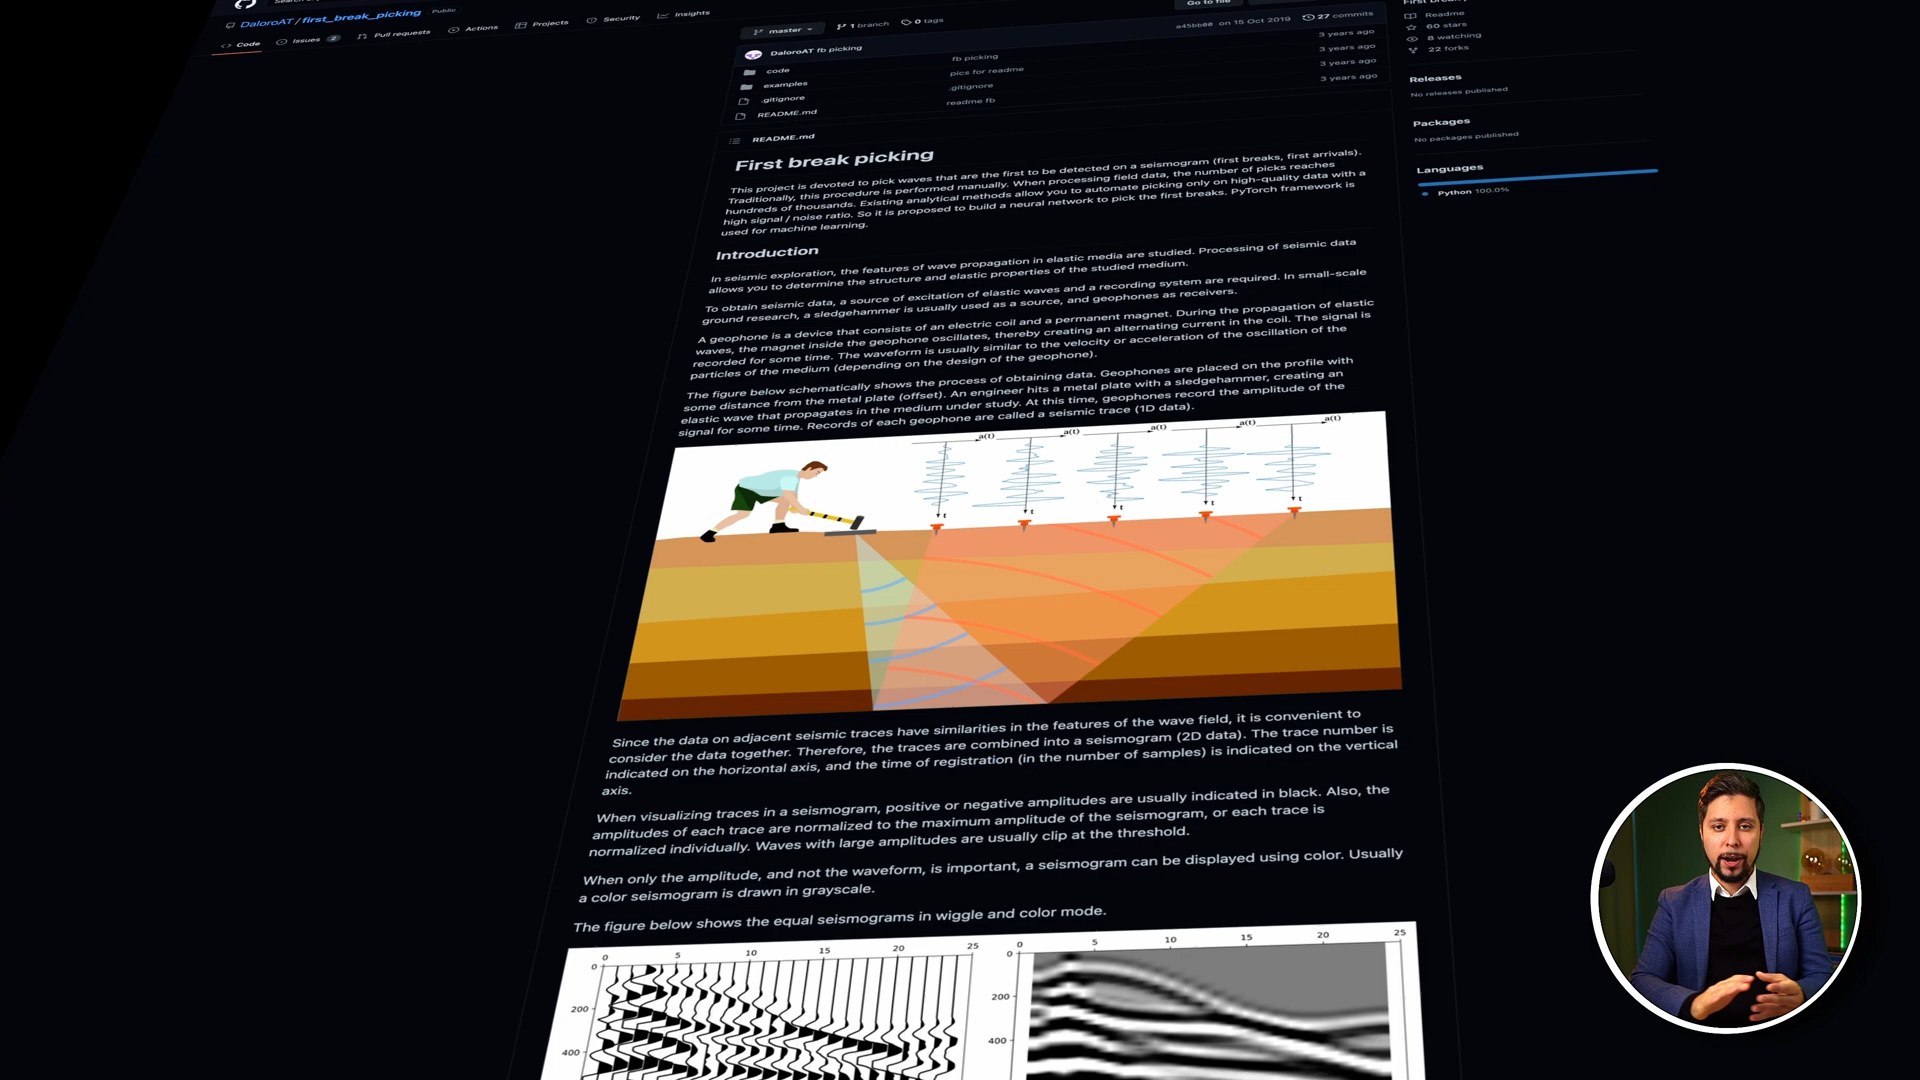 DaloroAT / first_break_picking Public
Code Issues 2 Pull requests Actions Projects Security Insights
master 1 branch 0 tags Go to file
DaloroAT fb picking a45bb00 on 15 Oct 2019 27 commits
code fb picking 3 years ago
examples pics for readme 3 years ago
.gitignore .gitignore 3 years ago
README.md readme fb 3 years ago
README.md
First break picking
This project is devoted to pick waves that are the first to be detected on a seismogram (first breaks, first arrivals).
Traditionally, this procedure is performed manually. When processing field data, the number of picks reaches
hundreds of thousands. Existing analytical methods allow you to automate picking only on high-quality data with a
high signal / noise ratio. So it is proposed to build a neural network to pick the first breaks. PyTorch framework is
used for machine learning.
Introduction
In seismic exploration, the features of wave propagation in elastic media are studied. Processing of seismic data
allows you to determine the structure and elastic properties of the studied medium.
To obtain seismic data, a source of excitation of elastic waves and a recording system are required. In small-scale
ground research, a sledgehammer is usually used as a source, and geophones as receivers.
A geophone is a device that consists of an electric coil and a permanent magnet. During the propagation of elastic
waves, the magnet inside the geophone oscillates, thereby creating an alternating current in the coil. The signal is
recorded for some time. The waveform is usually similar to the velocity or acceleration of the oscillation of the
particles of the medium (depending on the design of the geophone).
The figure below schematically shows the process of obtaining data. Geophones are placed on the profile with
some distance from the metal plate (offset). An engineer hits a metal plate with a sledgehammer, creating an
elastic wave that propagates in the medium under study. At this time, geophones record the amplitude of the
signal for some time. Records of each geophone are called a seismic trace (1D data).
a(t) a(t) a(t) a(t) a(t)
t t t t t
Since the data on adjacent seismic traces have similarities in the features of the wave field, it is convenient to
consider the data together. Therefore, the traces are combined into a seismogram (2D data). The trace number is
indicated on the horizontal axis, and the time of registration (in the number of samples) is indicated on the vertical
axis.
When visualizing traces in a seismogram, positive or negative amplitudes are usually indicated in black. Also, the
amplitudes of each trace are normalized to the maximum amplitude of the seismogram, or each trace is
normalized individually. Waves with large amplitudes are usually clip at the threshold.
When only the amplitude, and not the waveform, is important, a seismogram can be displayed using color. Usually
a color seismogram is drawn in grayscale.
The figure below shows the equal seismograms in wiggle and color mode.
0 5 10 15 20 25
0
200
400
0 5 10 15 20 25
0
200
400
Readme
60 stars
8 watching
22 forks
Releases
No releases published
Packages
No packages published
Languages
Python 100.0%